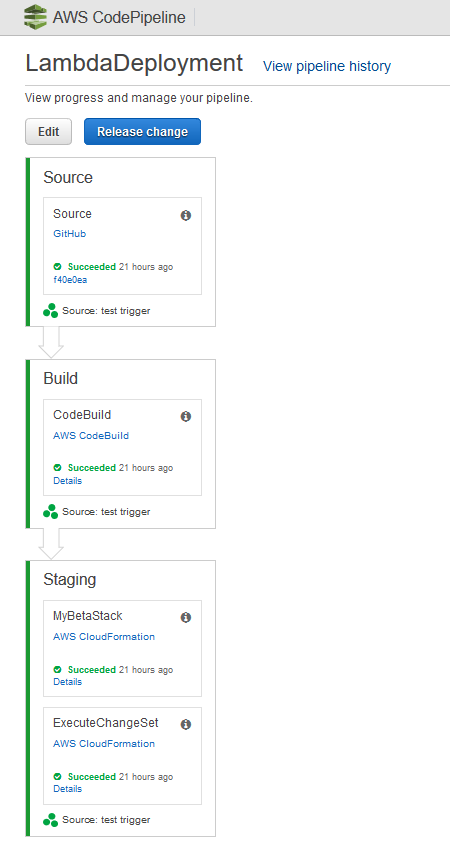 AWS CodePipeline
LambdaDeployment View pipeline history
View progress and manage your pipeline.
Edit Release change
Source
Source
GitHub
Succeeded 21 hours ago
f40e0ea
Source: test trigger
Build
CodeBuild
AWS CodeBuild
Succeeded 21 hours ago
Details
Source: test trigger
Staging
MyBetaStack
AWS CloudFormation
Succeeded 21 hours ago
Details
ExecuteChangeSet
AWS CloudFormation
Succeeded 21 hours ago
Details
Source: test trigger